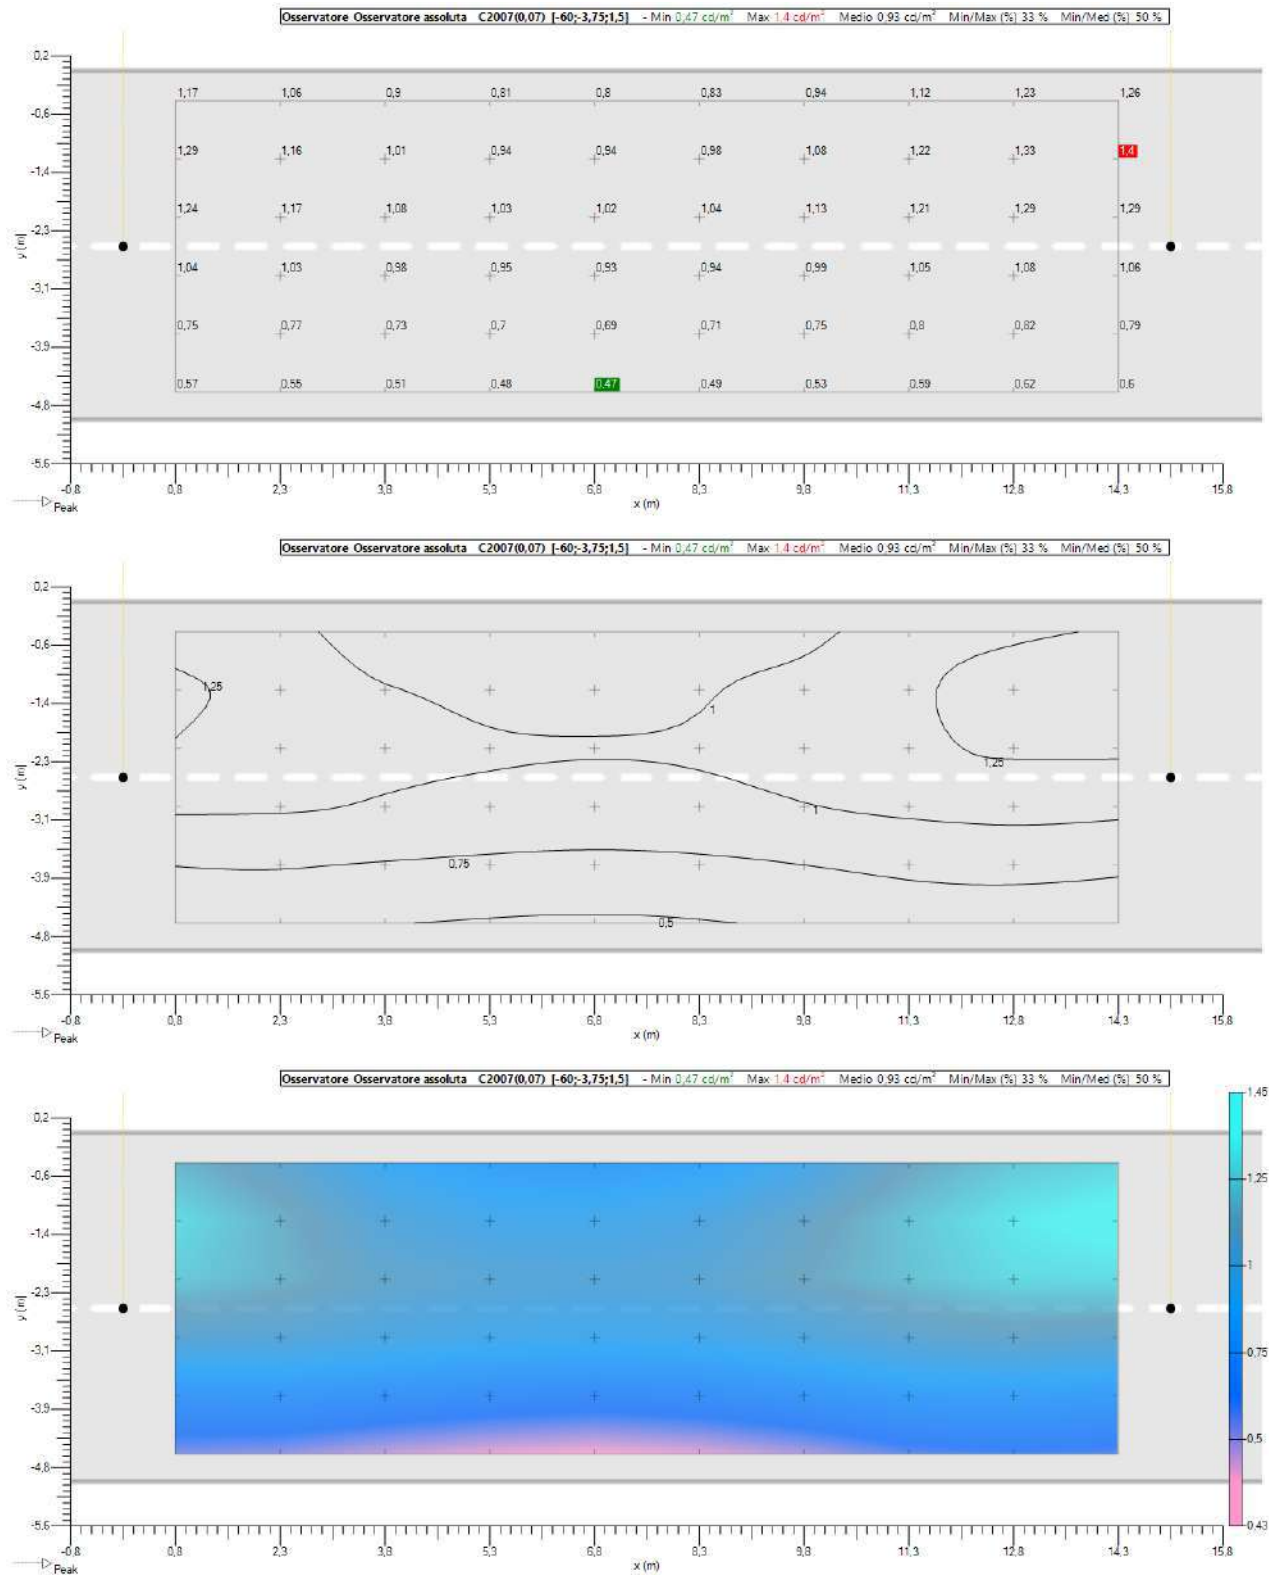 Osservatore Osservatore assoluta C2007(0,07) [-60;-3,75;1,5] - Min 0,47 cd/m² Max 1.4 cd/m² Medio 0,93 cd/m² Min/Max (%) 33 % Min/Med (%) 50 %
0,2
1,17 1,06 0,9 0,81 0,8 0,83 0,94 1,12 1,23 1,26
-0,6
1,29 1,16 1,01 0,94 0,94 0,98 1,08 1,22 1,33 1.4
-1,4
1,24 1,17 1,08 1,03 1,02 1,04 1,13 1,21 1,29 1,29
-2,3
y (m)
1,04 1,03 0,98 0,95 0,93 0,94 0,99 1,05 1,08 1,06
-3,1
0,75 0,77 0,73 0,7 0,69 0,71 0,75 0,8 0,82 0,79
-3,9
0,57 0,55 0,51 0,48 0,47 0,49 0,53 0,59 0,62 0,6
-4,8
-5,6
-0,8 0,8 2,3 3,8 5,3 6,8 8,3 9,8 11,3 12,8 14,3 15,8
Peak x (m)
Osservatore Osservatore assoluta C2007(0,07) [-60;-3,75;1,5] - Min 0,47 cd/m² Max 1.4 cd/m² Medio 0,93 cd/m² Min/Max (%) 33 % Min/Med (%) 50 %
0,2
-0,6
1,25
-1,4
1
-2,3
1,25
y (m)
1
-3,1
0,75
-3,9
0,5
-4,8
-5,6
-0,8 0,8 2,3 3,8 5,3 6,8 8,3 9,8 11,3 12,8 14,3 15,8
Peak x (m)
Osservatore Osservatore assoluta C2007(0,07) [-60;-3,75;1,5] - Min 0,47 cd/m² Max 1.4 cd/m² Medio 0,93 cd/m² Min/Max (%) 33 % Min/Med (%) 50 %
1,45
0,2
-0,6 1,25
-1,4
1
-2,3
y (m)
-3,1 0,75
-3,9
0,5
-4,8
-5,6 0,43
-0,8 0,8 2,3 3,8 5,3 6,8 8,3 9,8 11,3 12,8 14,3 15,8
Peak x (m)